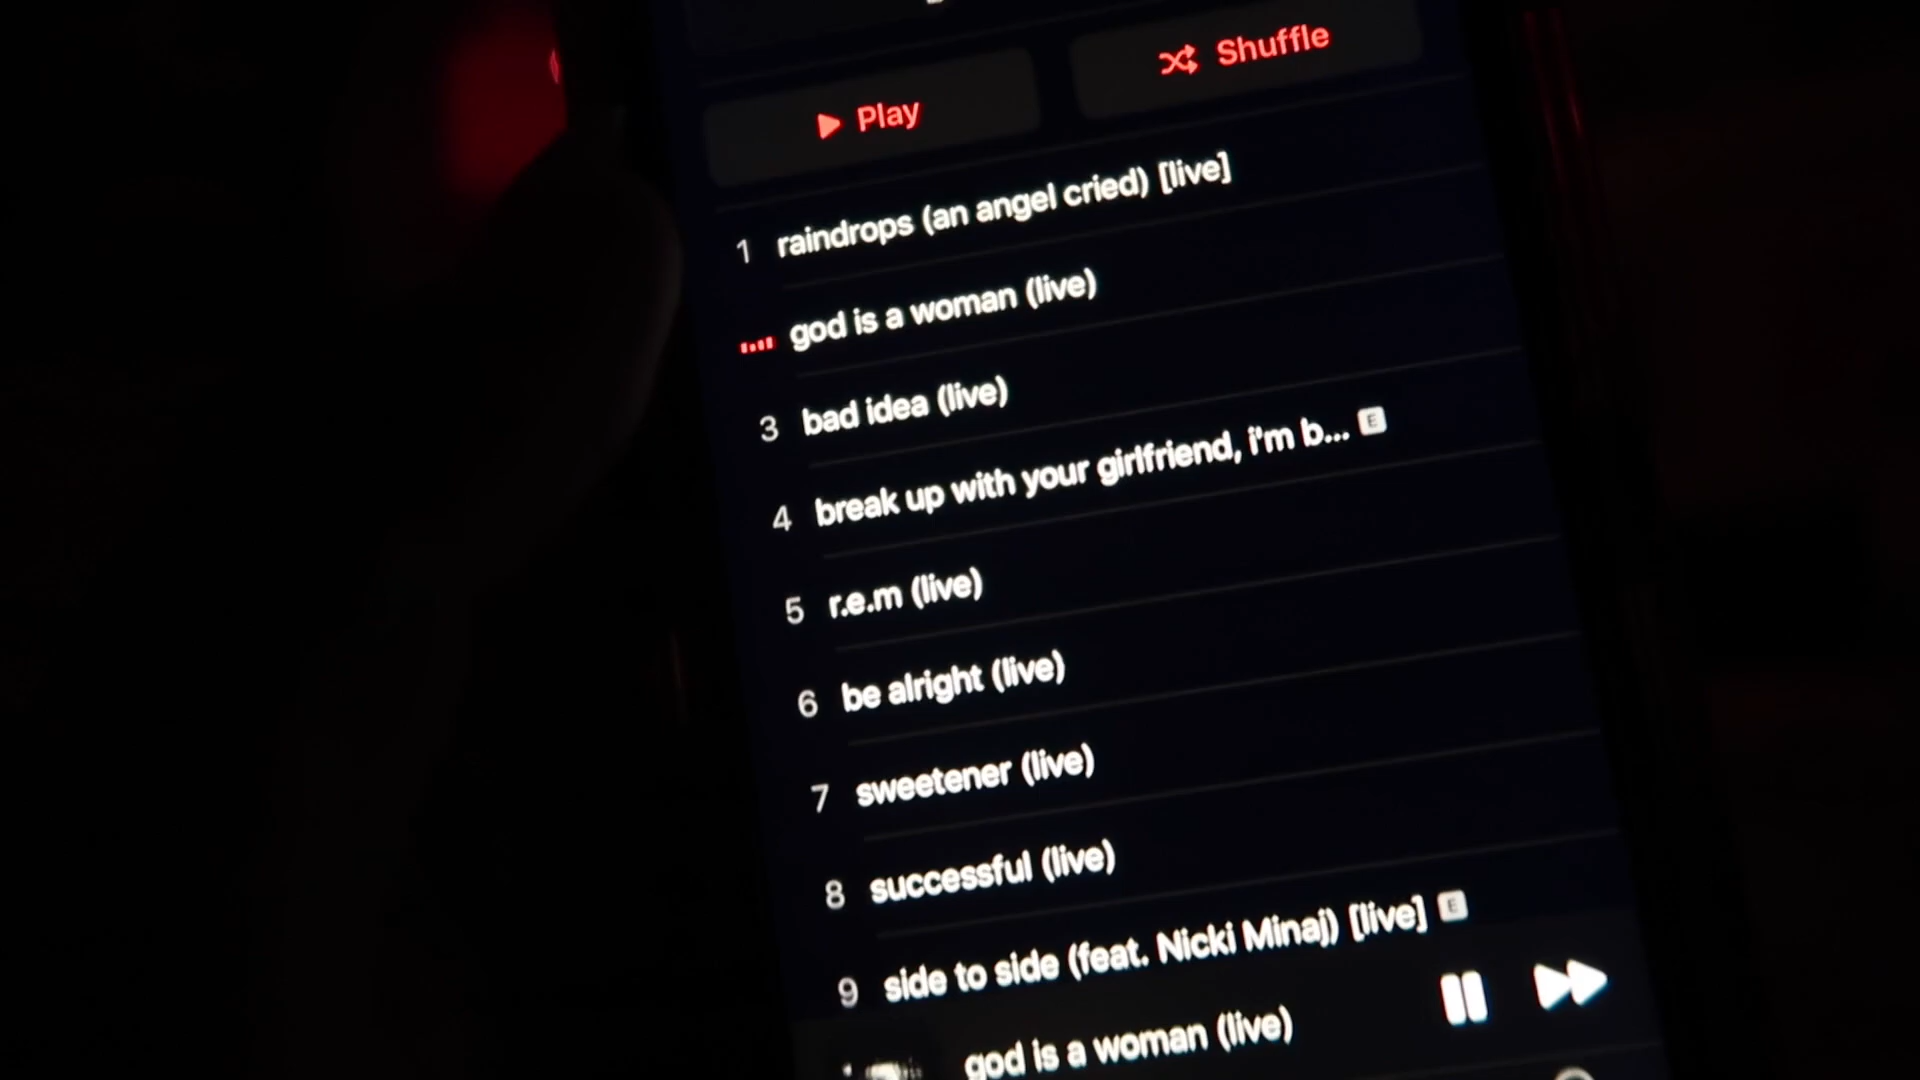 Play
Shuffle
1 raindrops (an angel cried) [live]
god is a woman (live)
3 bad idea (live)
4 break up with your girlfriend, i'm b... E
5 r.e.m (live)
6 be alright (live)
7 sweetener (live)
8 successful (live)
9 side to side (feat. Nicki Minaj) [live] E
god is a woman (live)